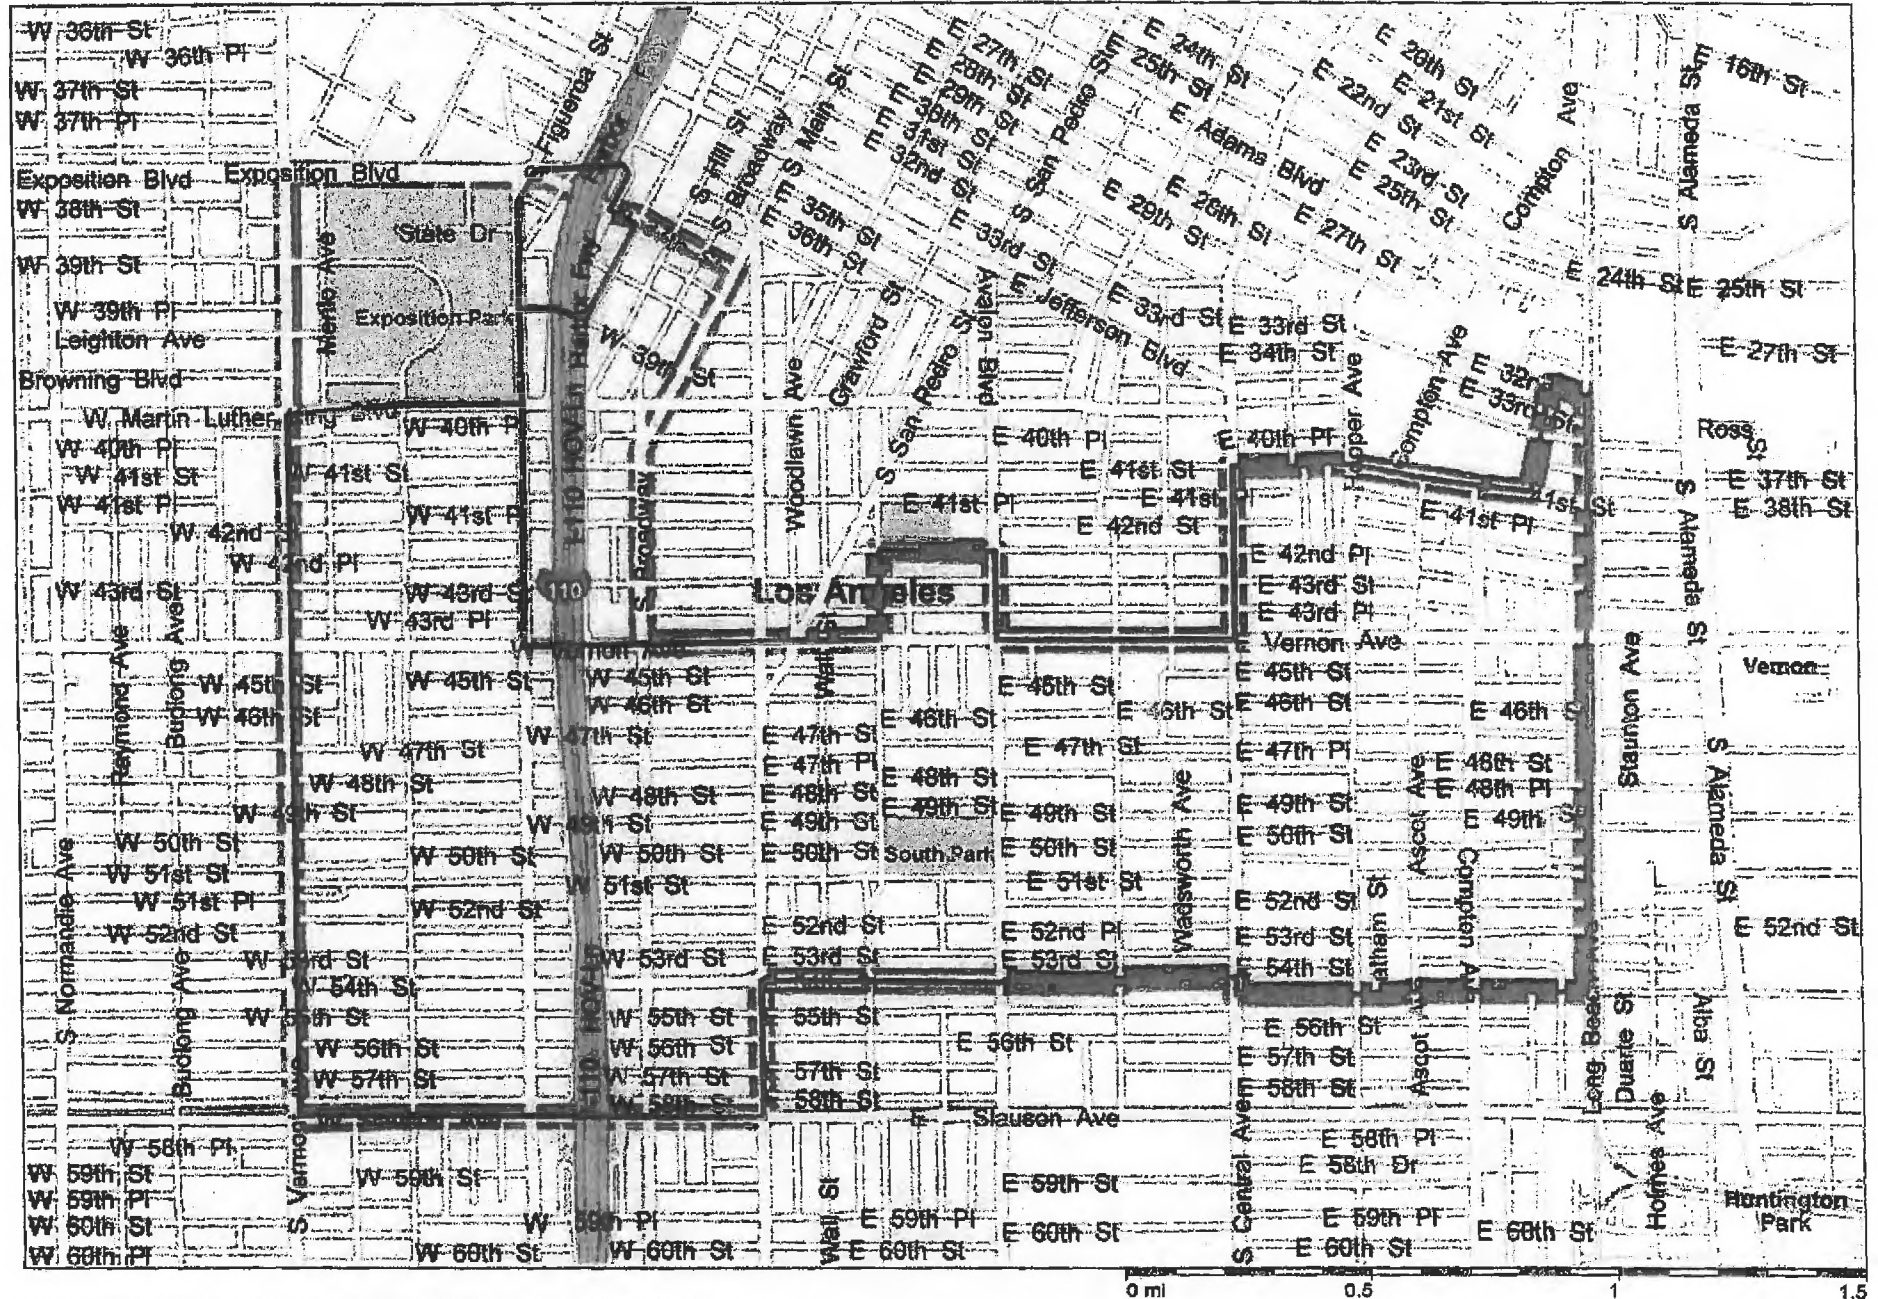 W 36th St
W 36th Pl
W 37th St
W 37th Pl
Exposition Blvd
Exposition Blvd
W 38th St
State Dr
W 39th St
Menlo Ave
W 39th Pl
Exposition Park
Leighton Ave
Browning Blvd
W Martin Luther King Blvd
W 40th Pl
W 40th Pl
W 41st St
W 41st St
W 41st Pl
W 41st Pl
W 42nd
W 42nd Pl
W 43rd St
W 43rd St
W 43rd Pl
Raymond Ave
Budlong Ave
Figueroa St
S Hill St
S Broadway
S Main St
E 27th St
E 28th St
E 29th St
E 31st St
E 32nd St
E 35th St
E 36th St
S San Pedro St
E 24th St
E 25th St
E Adams Blvd
E 20th St
E 21st St
E 22nd St
E 23rd St
E 25th St
E 26th St
E 27th St
E 29th St
E 33rd St
E Jefferson Blvd
E 33rd St
E 33rd St
E 34th St
Compton Ave
S Alameda St
E 16th St
E 24th St
E 25th St
E 27th St
W 39th St
Woodlawn Ave
Crawford St
S San Pedro St
Avalon Blvd
Compton Ave
E 32nd
E 33rd
Ross St
E 37th St
E 38th St
S Alameda St
E 40th Pl
E 40th Pl
E 41st St
E 41st
E 41st Pl
E 42nd St
41st St
E 41st Pl
E 42nd Pl
E 43rd St
E 43rd Pl
S Broadway
I-110 HOV Ln
Harbor Fwy
110
Los Angeles
Vernon Ave
E Vernon Ave
Staunton Ave
Vernon
W 45th St
W 45th St
W 45th St
W 46th St
W 46th St
W 47th St
W 47th St
W 48th St
W 48th St
W 49th St
W 49th St
W 50th St
W 50th St
W 50th St
W 51st St
W 51st St
W 51st Pl
W 52nd St
W 52nd St
W 53rd St
W 53rd St
W 54th St
W 55th St
W 55th St
W 56th St
W 56th St
W 57th St
W 57th St
W 58th St
S Normandie Ave
Budlong Ave
E 45th St
E 45th St
E 46th St
E 46th St
E 46th St
E 46th
E 47th St
E 47th St
E 47th Pl
E 47th Pl
E 48th St
E 48th St
E 48th St
E 48th Pl
E 49th St
E 49th St
E 49th St
E 49th St
E 49th St
E 50th St
E 50th St
E 50th St
South Park
E 51st St
E 52nd St
E 52nd Pl
E 52nd St
E 52nd St
E 53rd St
E 53rd St
E 53rd St
E 54th St
Wadsworth Ave
Ascot Ave
Compton Av
S Alameda St
55th St
E 56th St
E 56th St
57th St
E 57th St
58th St
E 58th St
E Slauson Ave
Ascot
Long Bea
Duarte St
Holmes Ave
Alba St
W 58th Pl
W 59th St
W 59th St
W 59th Pl
W 59th Pl
W 60th St
W 60th St
W 60th St
W 60th Pl
S Vermon
Wall St
E 59th Pl
E 60th St
E 59th St
E 60th St
S Central Ave
E 58th Pl
E 58th Dr
E 59th Pl
E 60th St
E 60th St
Huntington
Park
0 mi 0.5 1 1.5